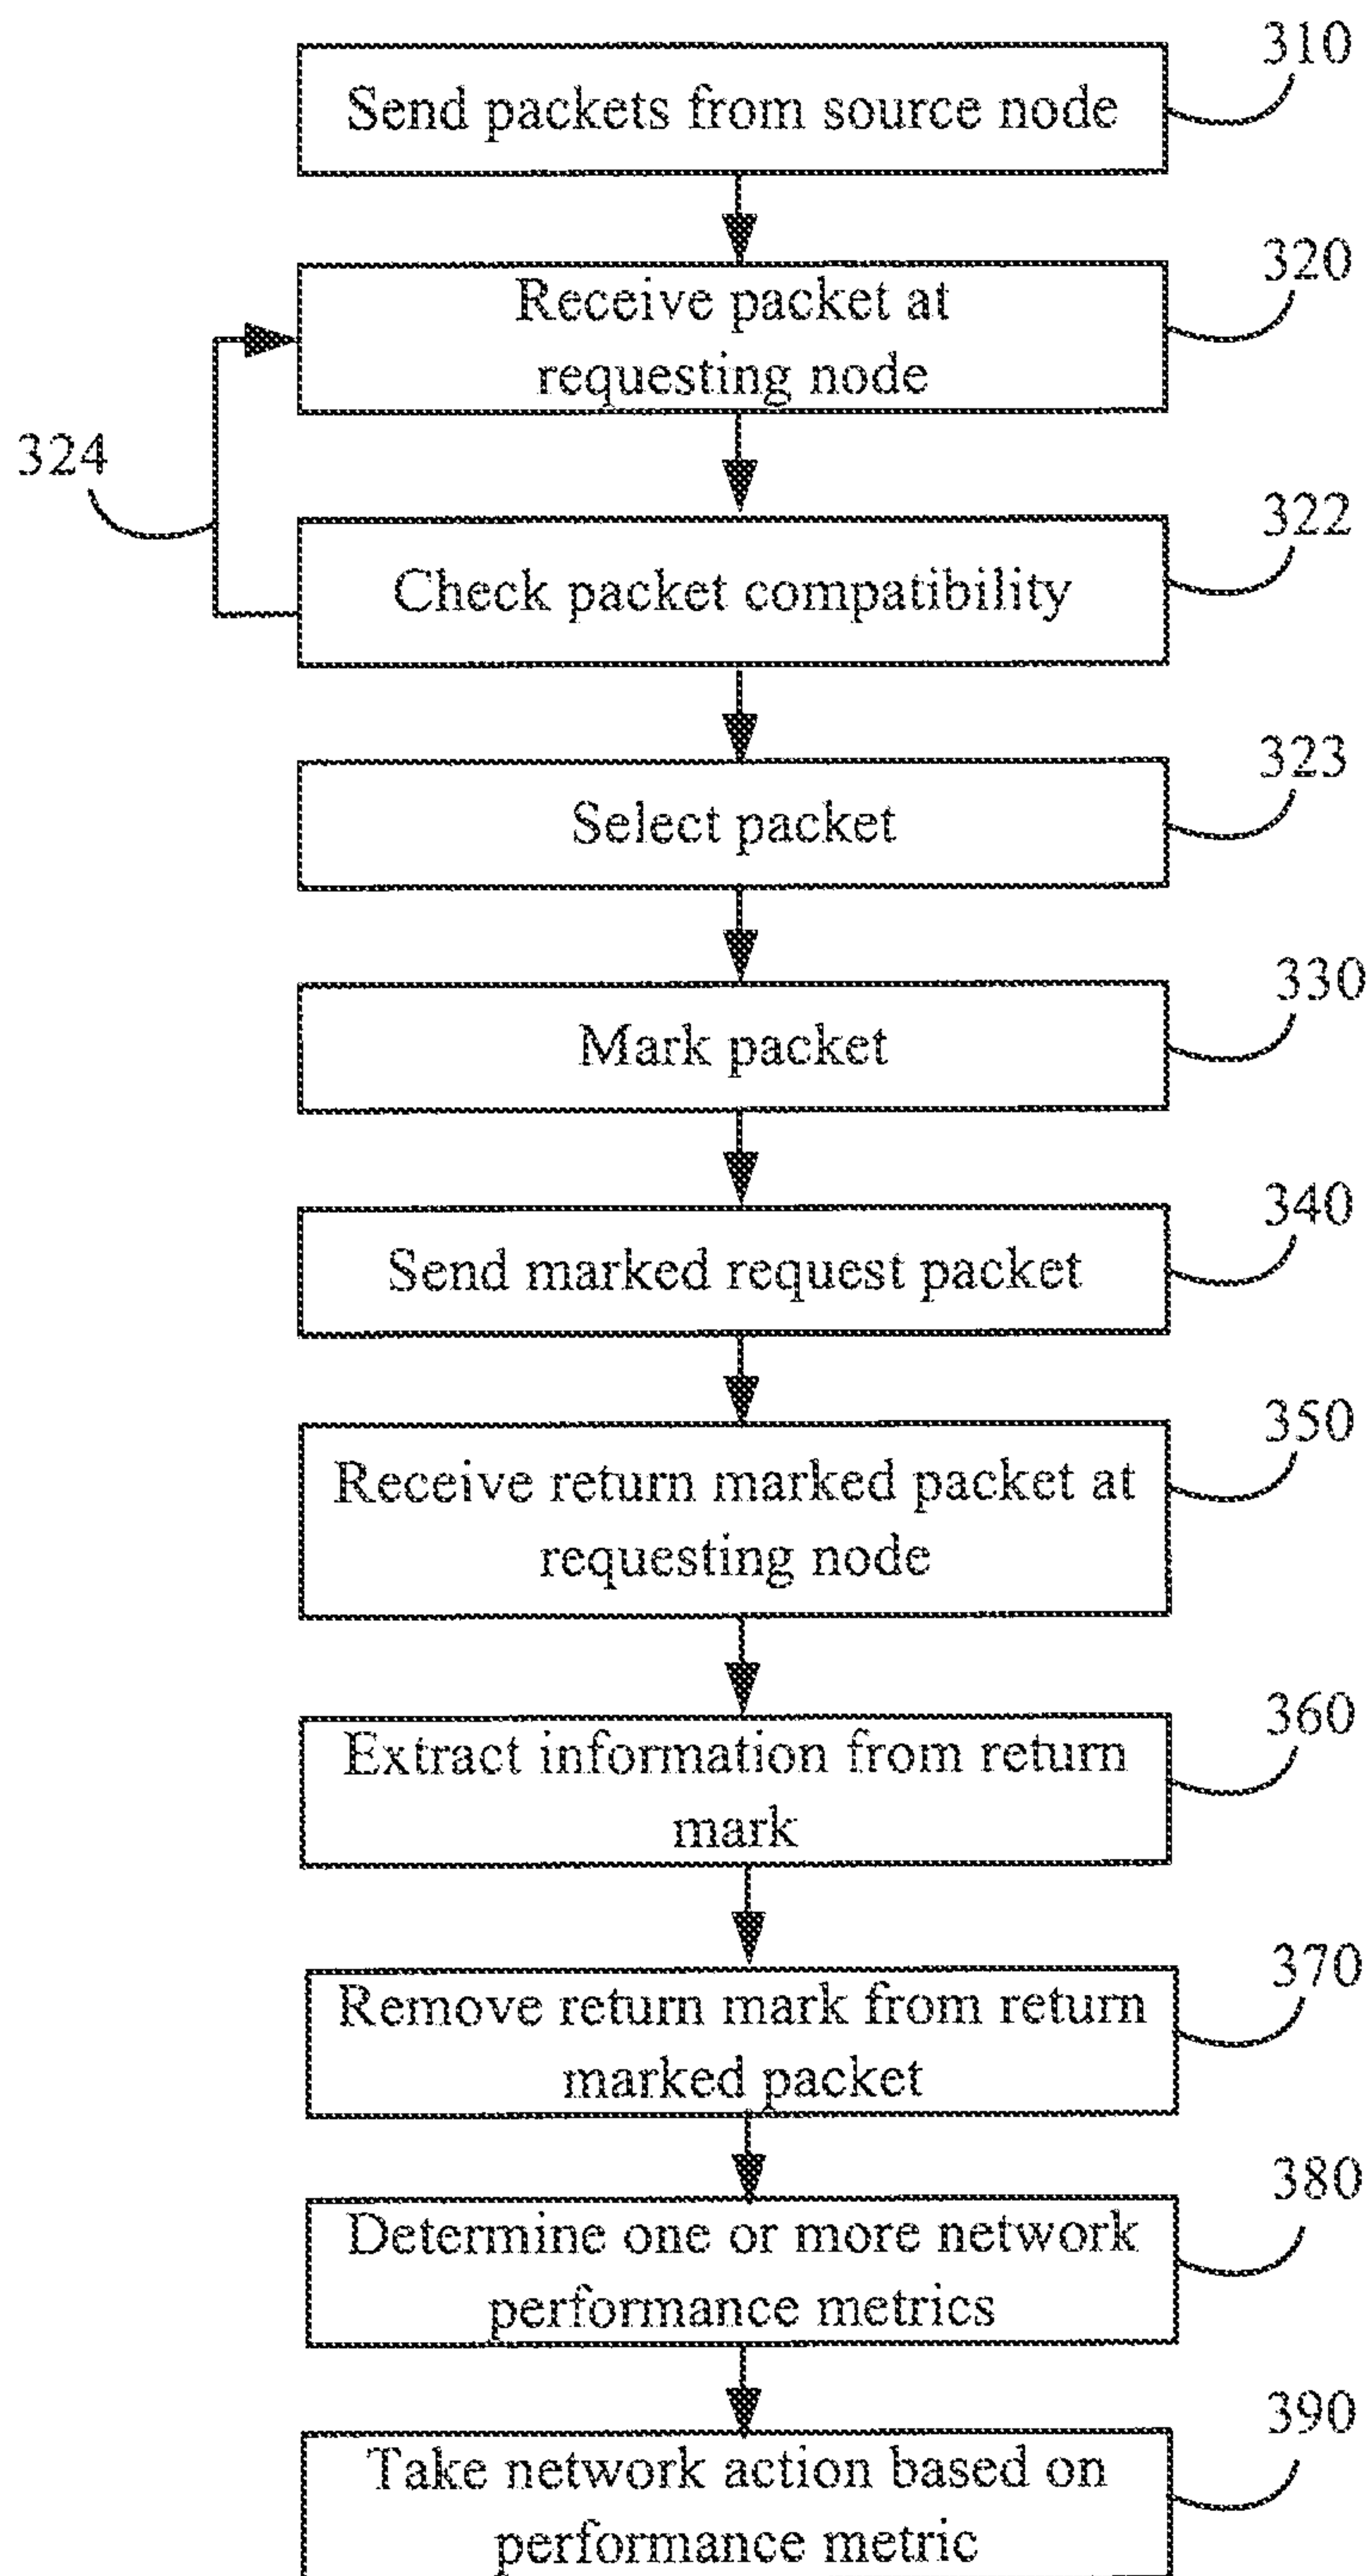 310
Send packets from source node
320
Receive packet at
requesting node
324
322
Check packet compatibility
323
Select packet
330
Mark packet
340
Send marked request packet
350
Receive return marked packet at
requesting node
360
Extract information from return
mark
370
Remove return mark from return
marked packet
380
Determine one or more network
performance metrics
390
Take network action based on
performance metric